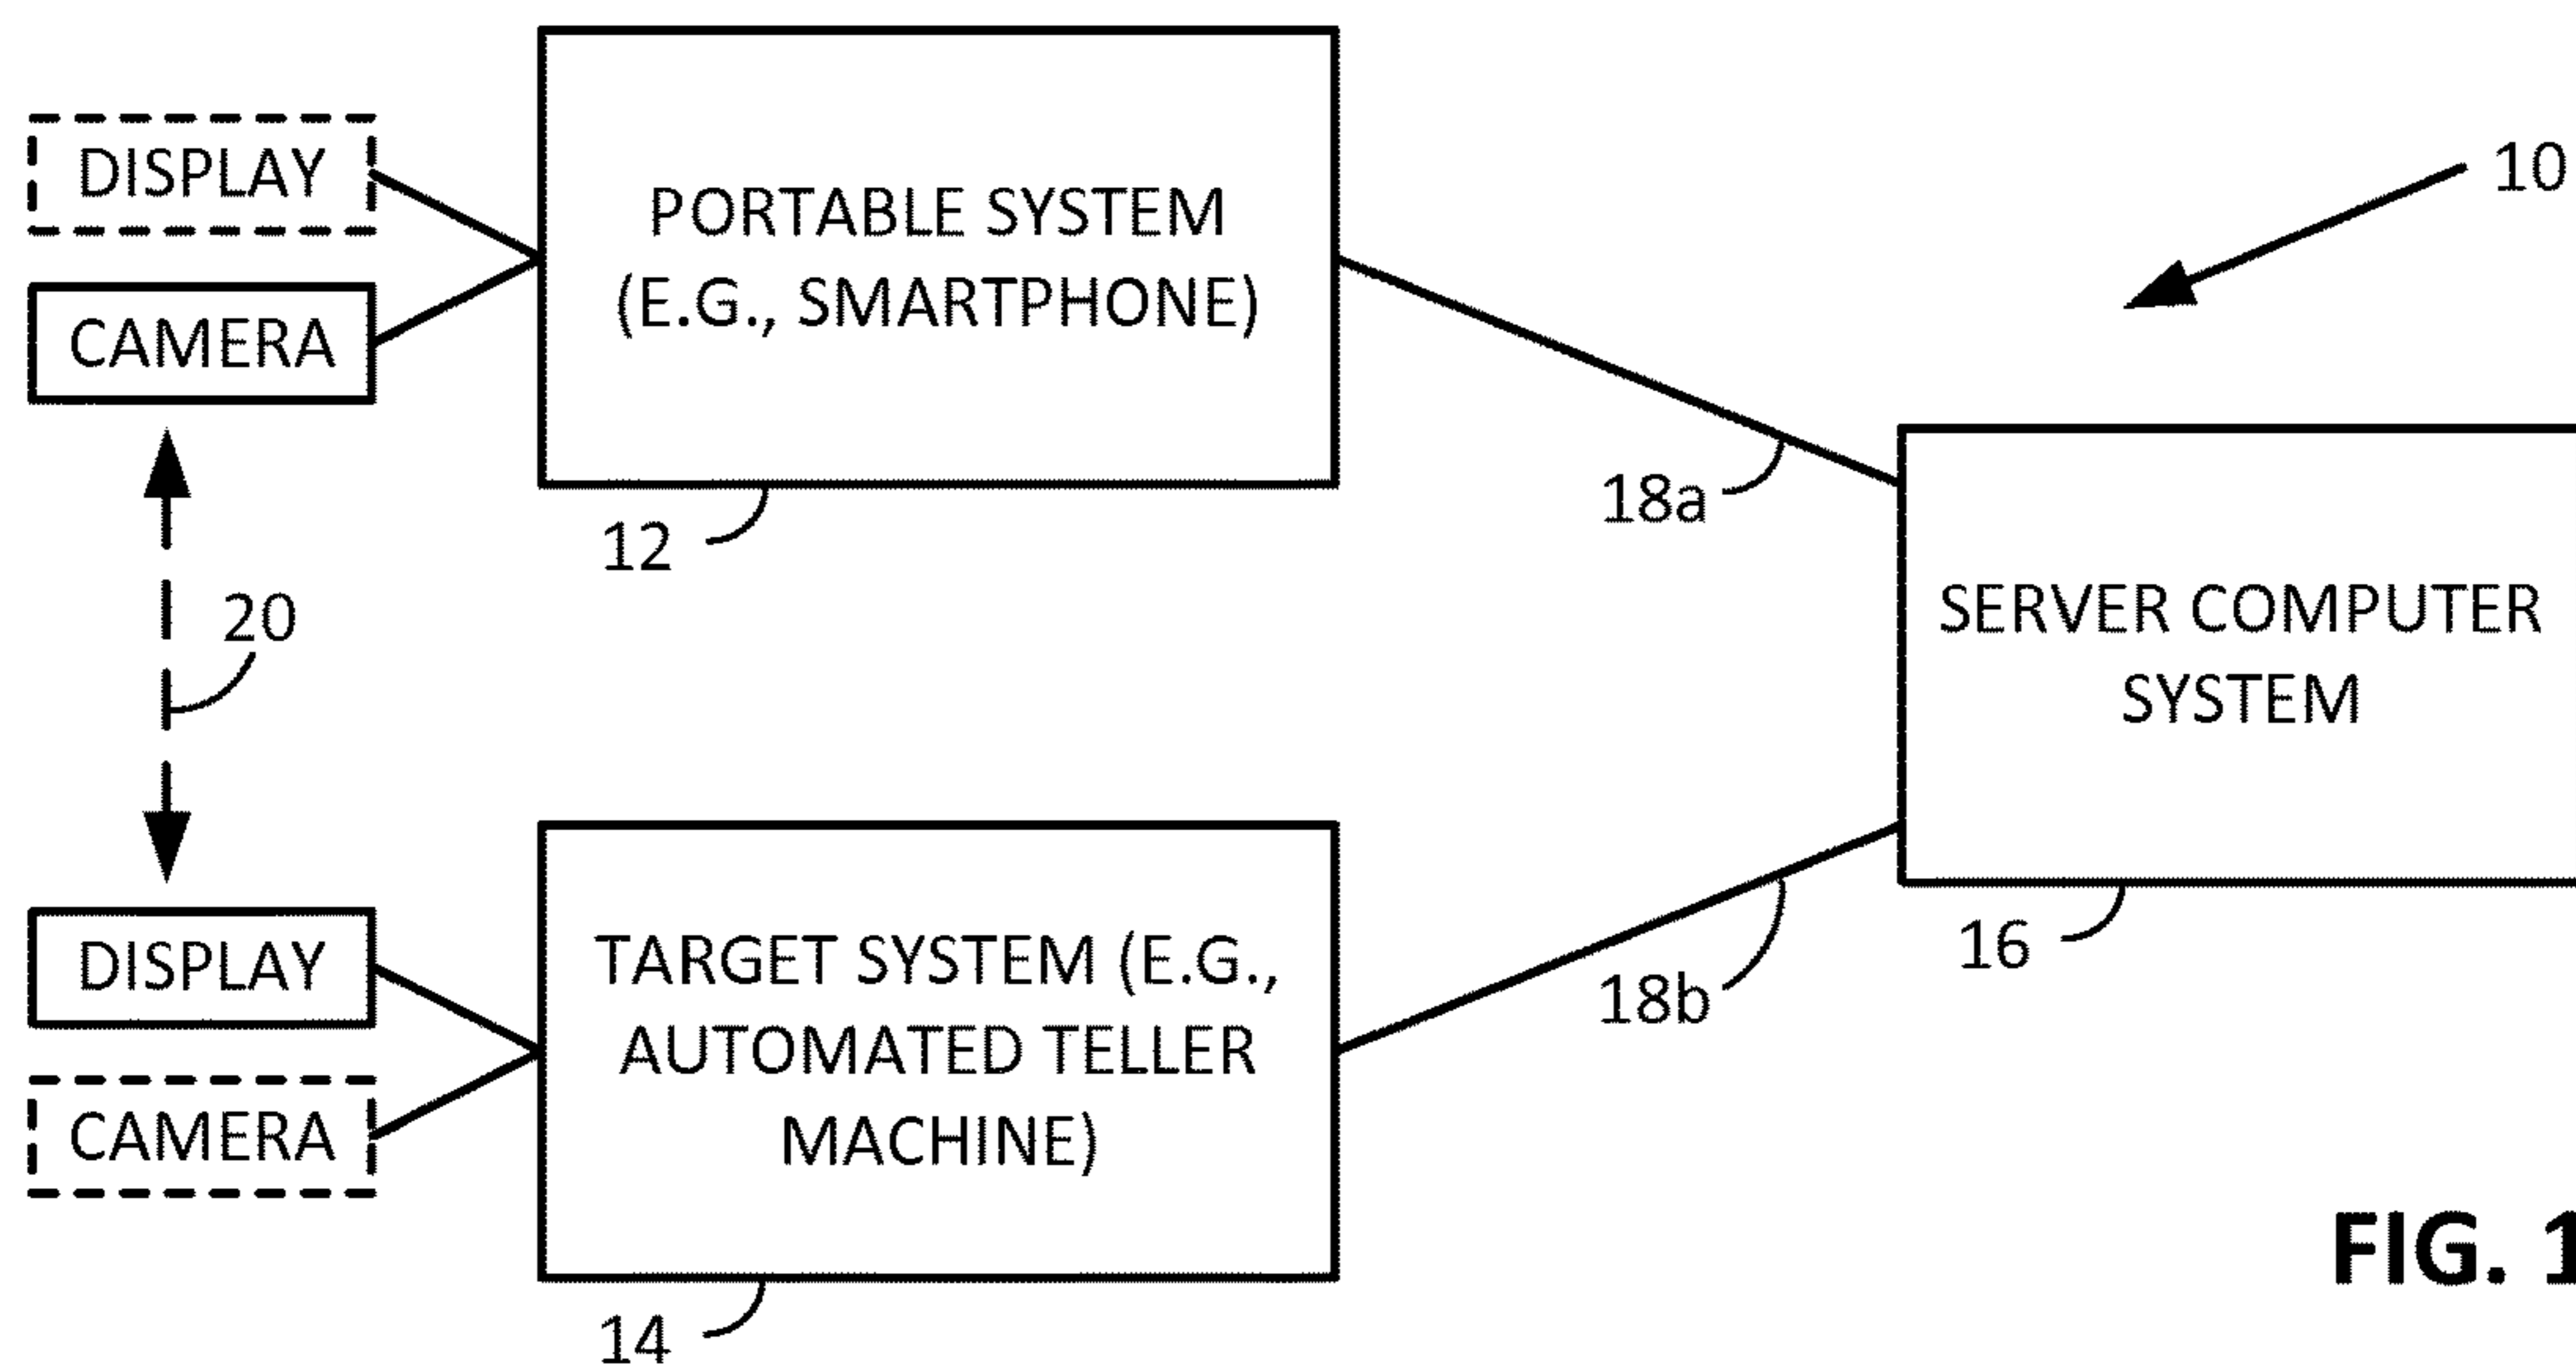 DISPLAY
CAMERA
PORTABLE SYSTEM
(E.G., SMARTPHONE)
12
10
18a
20
SERVER COMPUTER
SYSTEM
16
DISPLAY
CAMERA
TARGET SYSTEM (E.G.,
AUTOMATED TELLER
MACHINE)
14
18b
FIG. 1